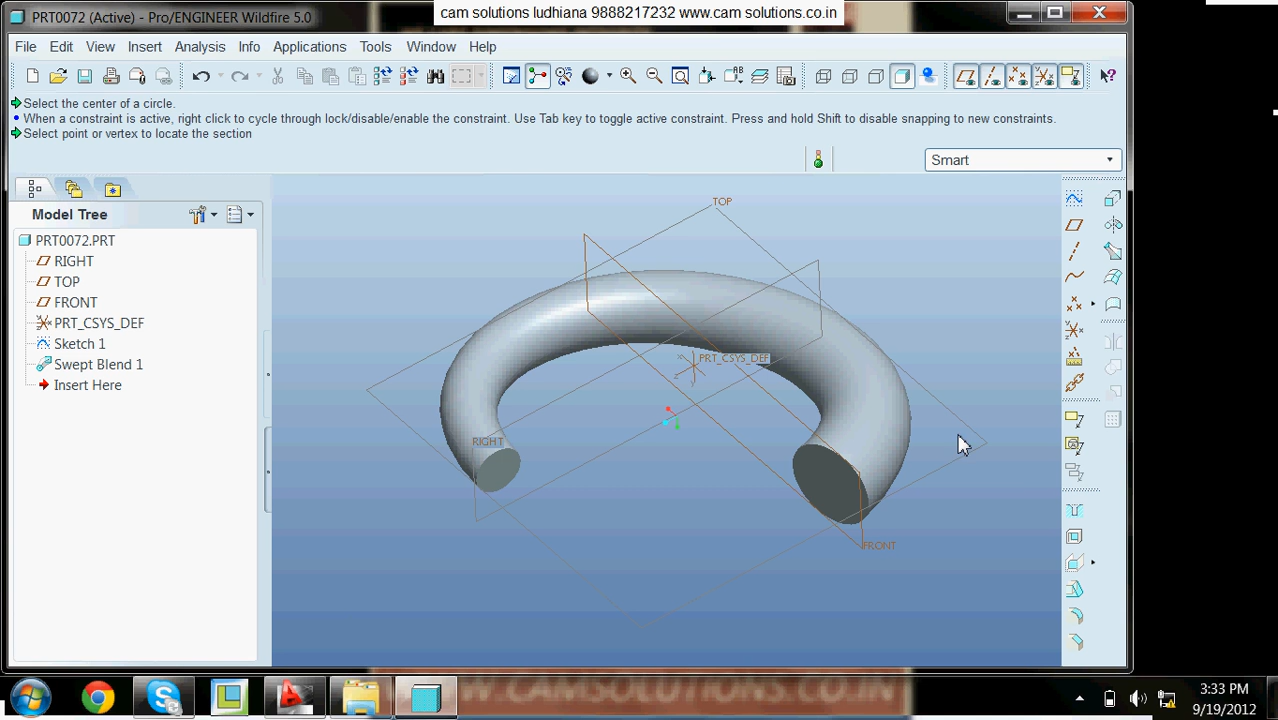 PRT0072 (Active) - Pro/ENGINEER Wildfire 5.0
cam solutions ludhiana 9888217232 www.cam solutions.co.in
File Edit View Insert Analysis Info Applications Tools Window Help
Select the center of a circle.
When a constraint is active, right click to cycle through lock/disable/enable the constraint. Use Tab key to toggle active constraint. Press and hold Shift to disable snapping to new constraints.
Select point or vertex to locate the section
Smart
Model Tree
PRT0072.PRT
RIGHT
TOP
FRONT
PRT_CSYS_DEF
Sketch 1
Swept Blend 1
Insert Here
TOP
PRT_CSYS_DEF
RIGHT
FRONT
3:33 PM
9/19/2012